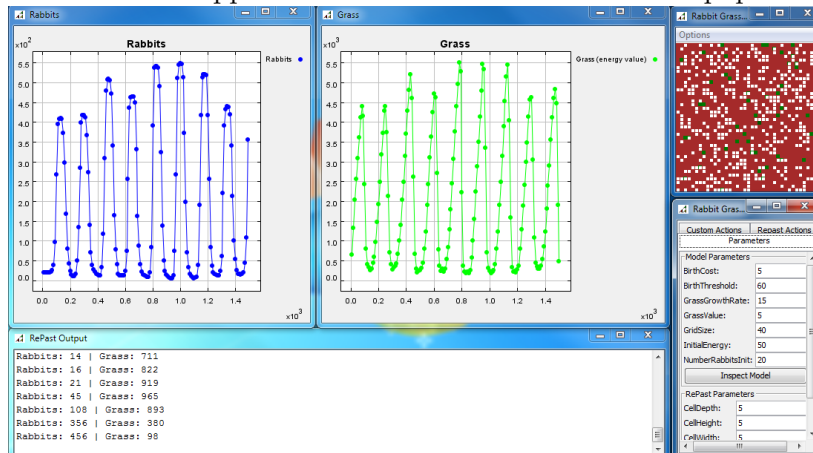 Rabbits
Rabbits
x10²
5.5
5.0
4.5
4.0
3.5
3.0
2.5
2.0
1.5
1.0
0.5
0.0
0.0 0.2 0.4 0.6 0.8 1.0 1.2 1.4
x10³
Rabbits
Grass
Grass
x10³
5.5
5.0
4.5
4.0
3.5
3.0
2.5
2.0
1.5
1.0
0.5
0.0
0.0 0.2 0.4 0.6 0.8 1.0 1.2 1.4
x10³
Grass (energy value)
Rabbit Grass...
Options
RePast Output
Rabbits: 14 | Grass: 711
Rabbits: 16 | Grass: 822
Rabbits: 21 | Grass: 919
Rabbits: 45 | Grass: 965
Rabbits: 108 | Grass: 893
Rabbits: 356 | Grass: 380
Rabbits: 456 | Grass: 98
Rabbit Gras...
Custom Actions Repast Actions
Parameters
Model Parameters
BirthCost: 5
BirthThreshold: 60
GrassGrowthRate: 15
GrassValue: 5
GridSize: 40
InitialEnergy: 50
NumberRabbitsInit: 20
Inspect Model
RePast Parameters
CellDepth: 5
CellHeight: 5
CellWidth: 5